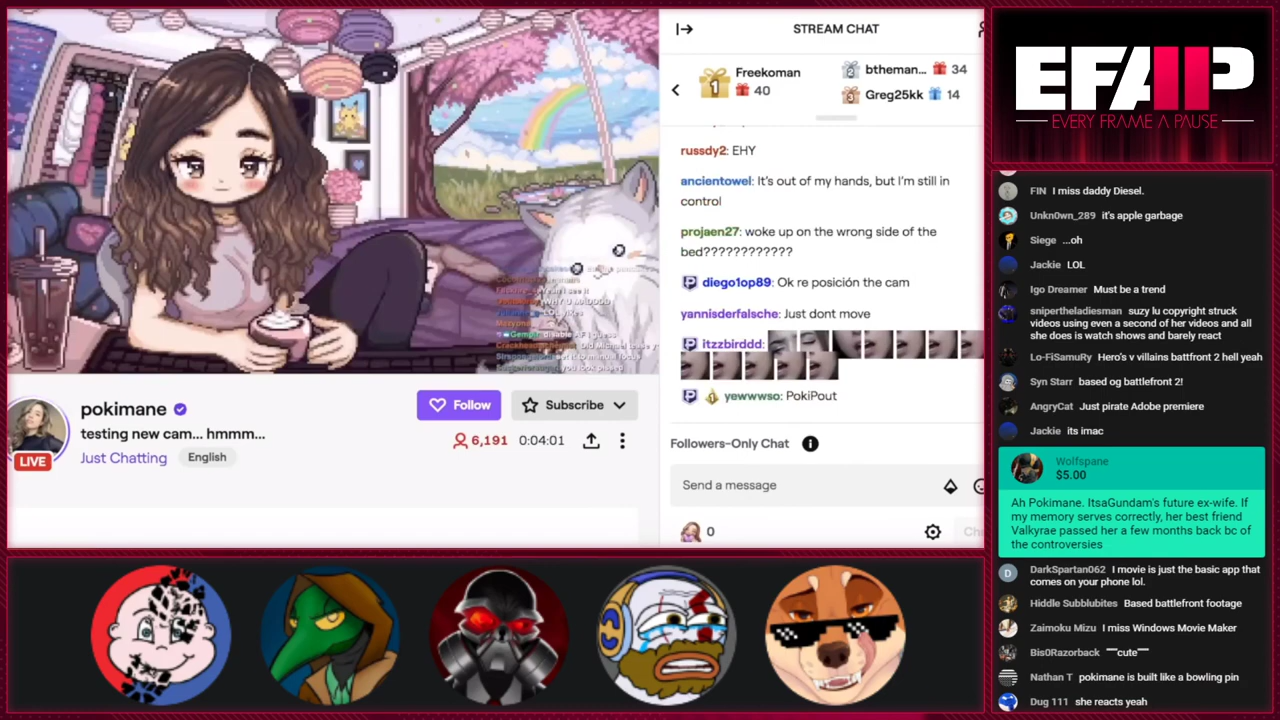 STREAM CHAT
Freekoman
40
btheman... 34
Greg25kk 14
russdy2: EHY
ancientowel: It's out of my hands, but I'm still in
control
projaen27: woke up on the wrong side of the
bed????????????
diego1op89: Ok re posición the cam
yannisderfalsche: Just dont move
itzzbirddd:
yewwwso: PokiPout
Followers-Only Chat
Send a message
0
pokimane
testing new cam... hmmm...
Just Chatting English
LIVE
Follow
Subscribe
6,191 0:04:01
EFAP
EVERY FRAME A PAUSE
FIN I miss daddy Diesel.
Unkn0wn_289 it's apple garbage
Siege ...oh
Jackie LOL
Igo Dreamer Must be a trend
snipertheladiesman suzy lu copyright struck
videos using even a second of her videos and all
she does is watch shows and barely react
Lo-FiSamuRy Hero's v villains battfront 2 hell yeah
Syn Starr based og battlefront 2!
AngryCat Just pirate Adobe premiere
Jackie its imac
Wolfspane
$5.00
Ah Pokimane. ItsaGundam's future ex-wife. If
my memory serves correctly, her best friend
Valkyrae passed her a few months back bc of
the controversies
DarkSpartan062 I movie is just the basic app that
comes on your phone lol.
Hiddle Subblubites Based battlefront footage
Zaimoku Mizu I miss Windows Movie Maker
Bis0Razorback """cute"""
Nathan T pokimane is built like a bowling pin
Dug 111 she reacts yeah